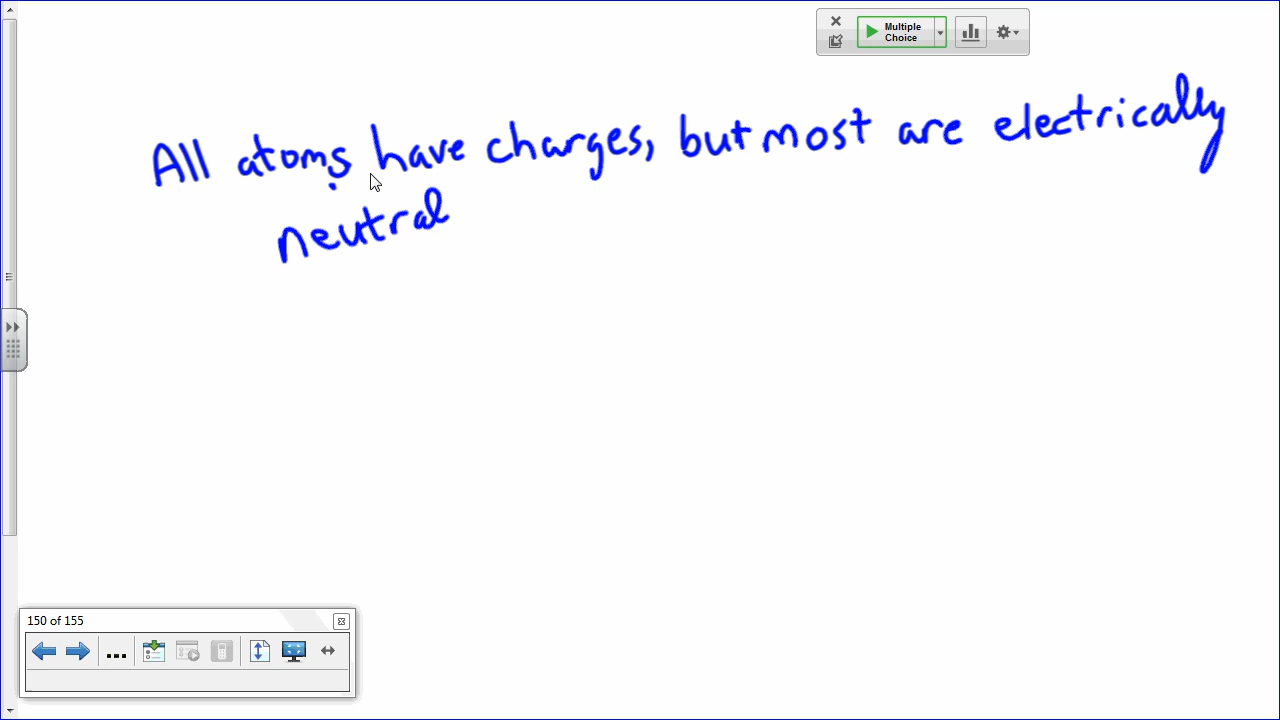 Multiple
Choice
All atoms have charges, but most are electrically
neutral
150 of 155